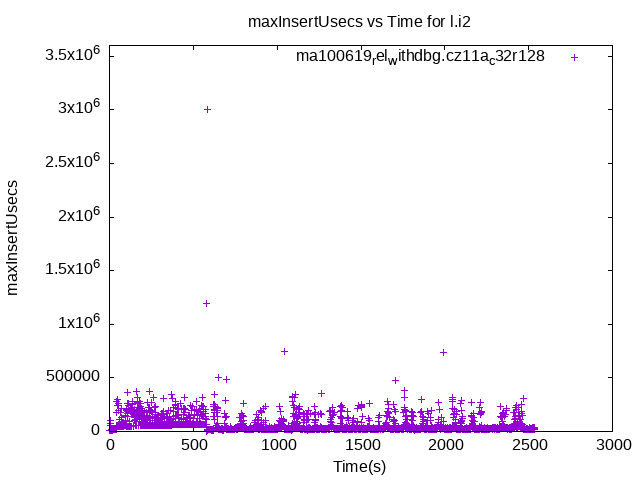 maxInsertUsecs vs Time for l.i2
ma100619relwithdbg.cz11ac32r128
3.5x10^6
3x10^6
2.5x10^6
2x10^6
1.5x10^6
1x10^6
500000
0
maxInsertUsecs
0 500 1000 1500 2000 2500 3000
Time(s)